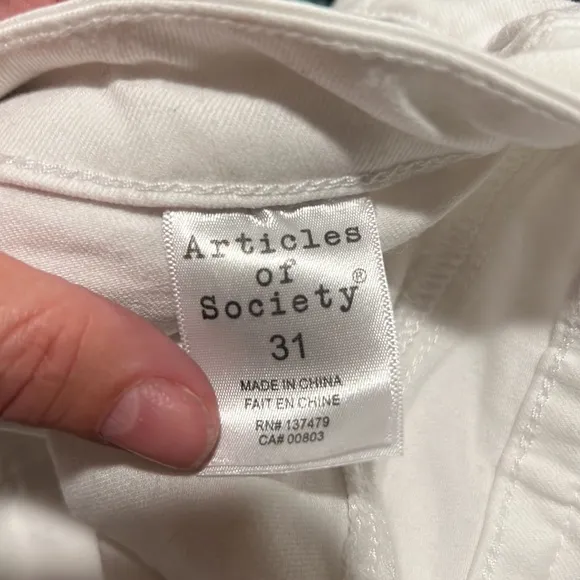 Articles
of
Society®
31
MADE IN CHINA
FAIT EN CHINE
RN# 137479
CA# 00803